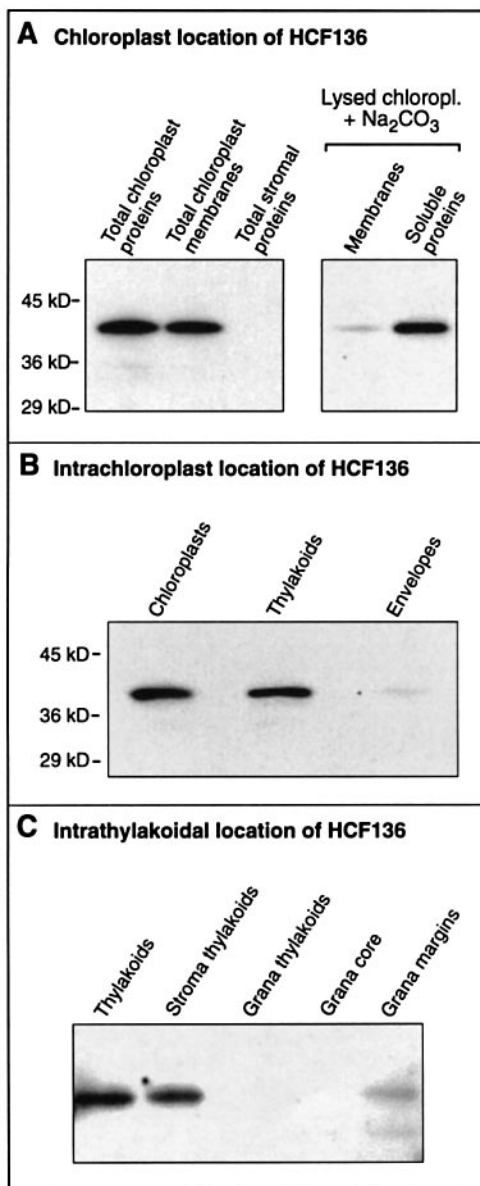 A Chloroplast location of HCF136
Lysed chloropl.
+ Na₂CO₃
Total chloroplast
proteins
Total chloroplast
membranes
Total stromal
proteins
Membranes
Soluble
proteins
45 kD–
36 kD–
29 kD–
B Intrachloroplast location of HCF136
Chloroplasts
Thylakoids
Envelopes
45 kD–
36 kD–
29 kD–
C Intrathylakoidal location of HCF136
Thylakoids
Stroma thylakoids
Grana thylakoids
Grana core
Grana margins